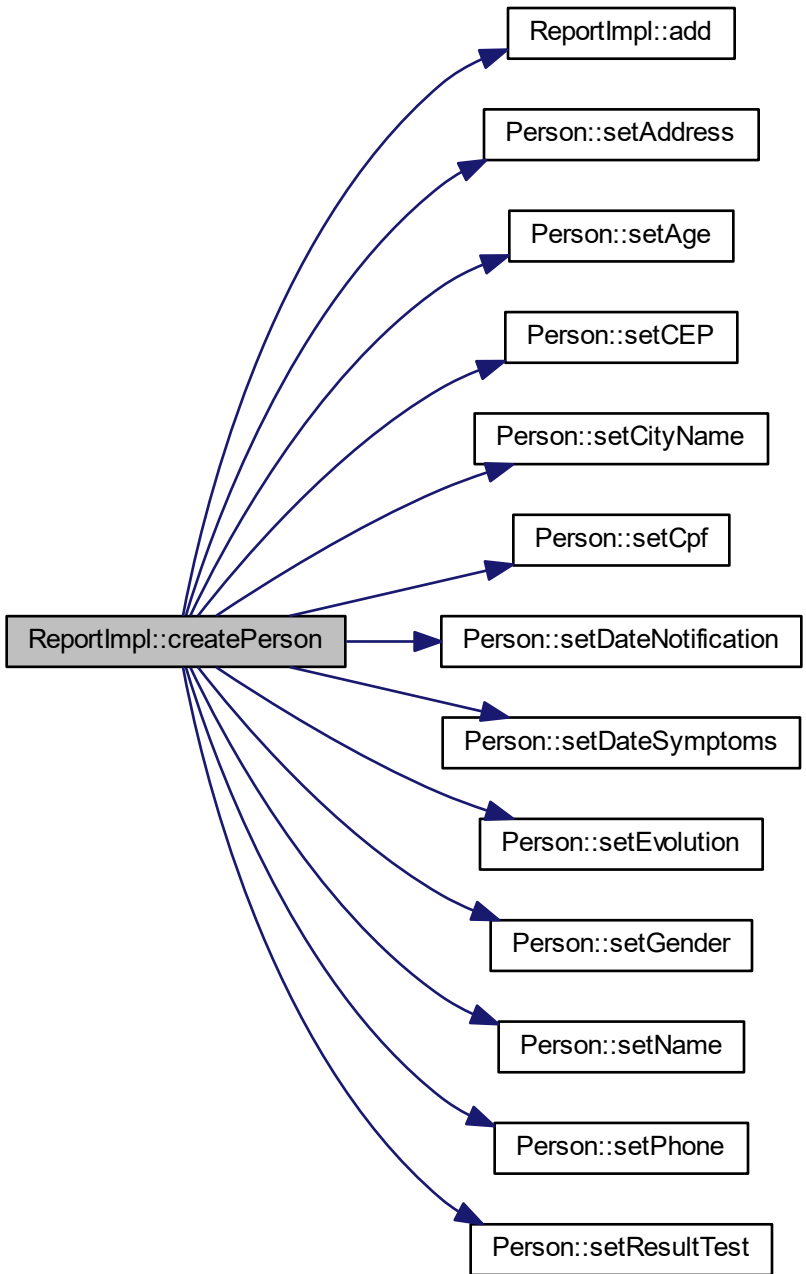 ReportImpl::add
Person::setAddress
Person::setAge
Person::setCEP
Person::setCityName
Person::setCpf
ReportImpl::createPerson
Person::setDateNotification
Person::setDateSymptoms
Person::setEvolution
Person::setGender
Person::setName
Person::setPhone
Person::setResultTest